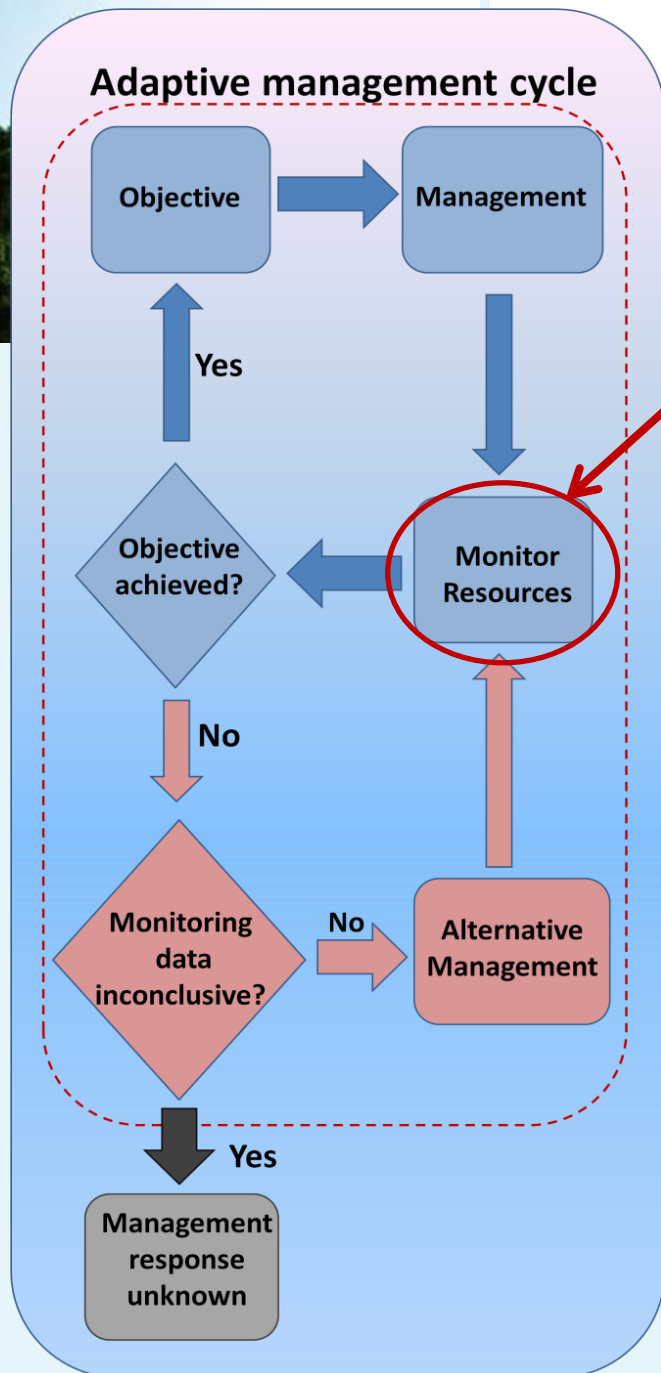 Adaptive management cycle
Objective
Management
Yes
Objective
achieved?
Monitor
Resources
No
Monitoring
data
inconclusive?
No
Alternative
Management
Yes
Management
response
unknown